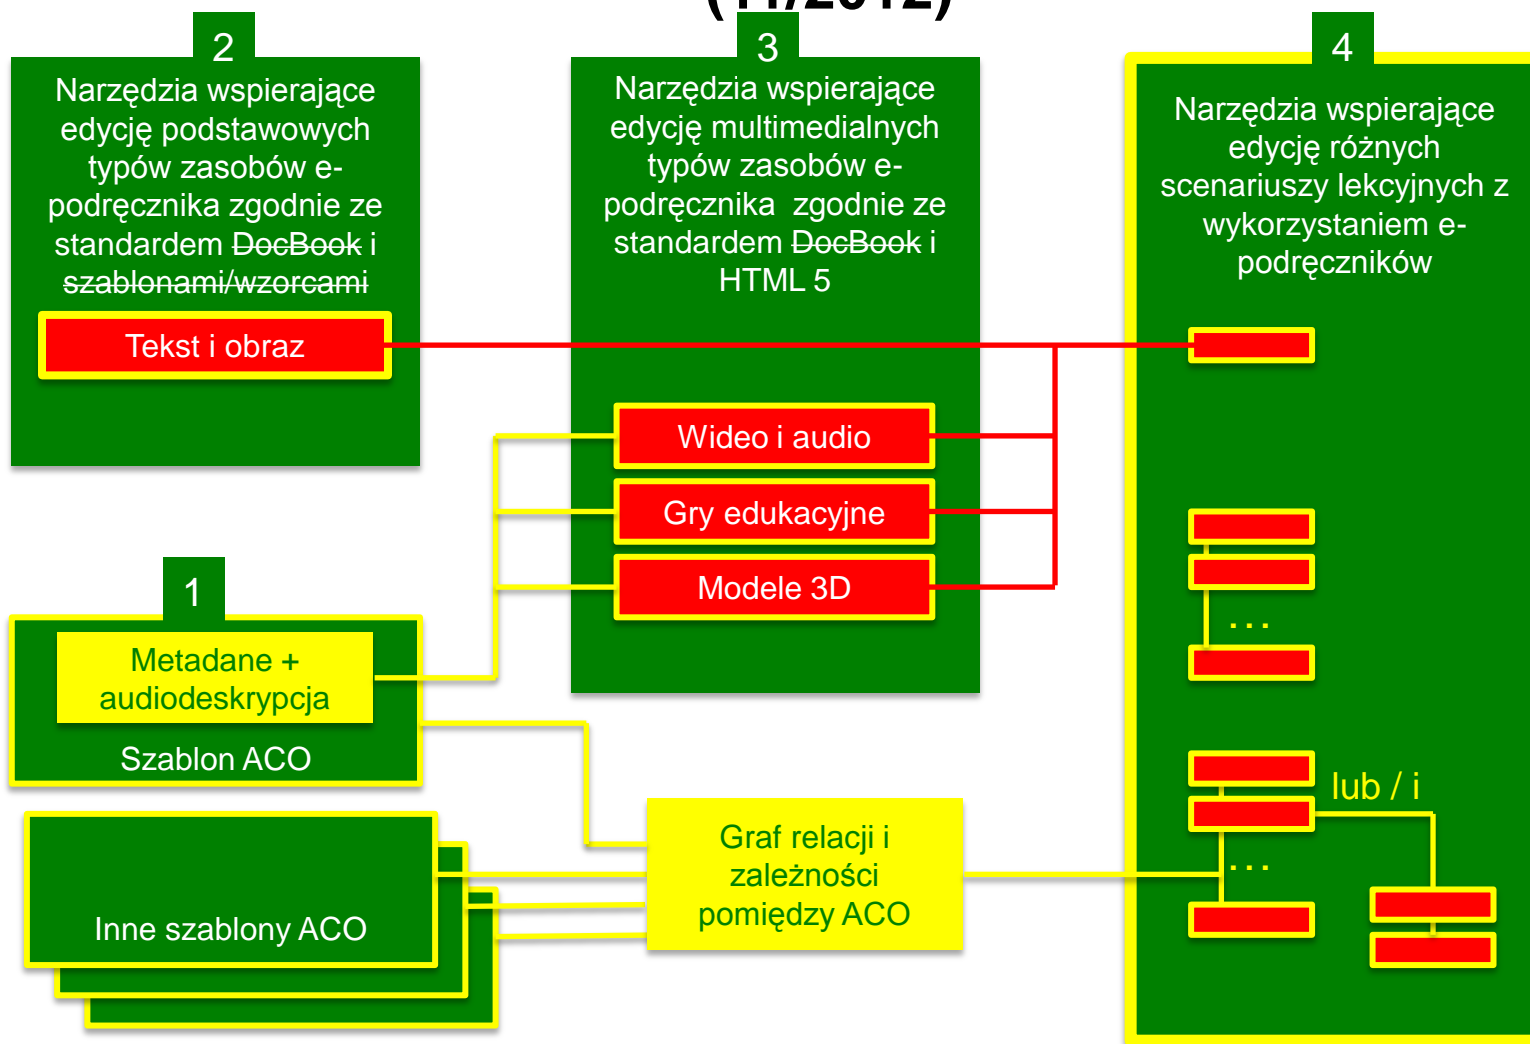 (11/2012)
2
Narzędzia wspierające
edycję podstawowych
typów zasobów e-
podręcznika zgodnie ze
standardem DocBook i
szablonami/wzorcami
Tekst i obraz
3
Narzędzia wspierające
edycję multimedialnych
typów zasobów e-
podręcznika zgodnie ze
standardem DocBook i
HTML 5
Wideo i audio
Gry edukacyjne
Modele 3D
4
Narzędzia wspierające
edycję różnych
scenariuszy lekcyjnych z
wykorzystaniem e-
podręczników
...
lub / i
...
1
Metadane +
audiodeskrypcja
Szablon ACO
Inne szablony ACO
Graf relacji i
zależności
pomiędzy ACO